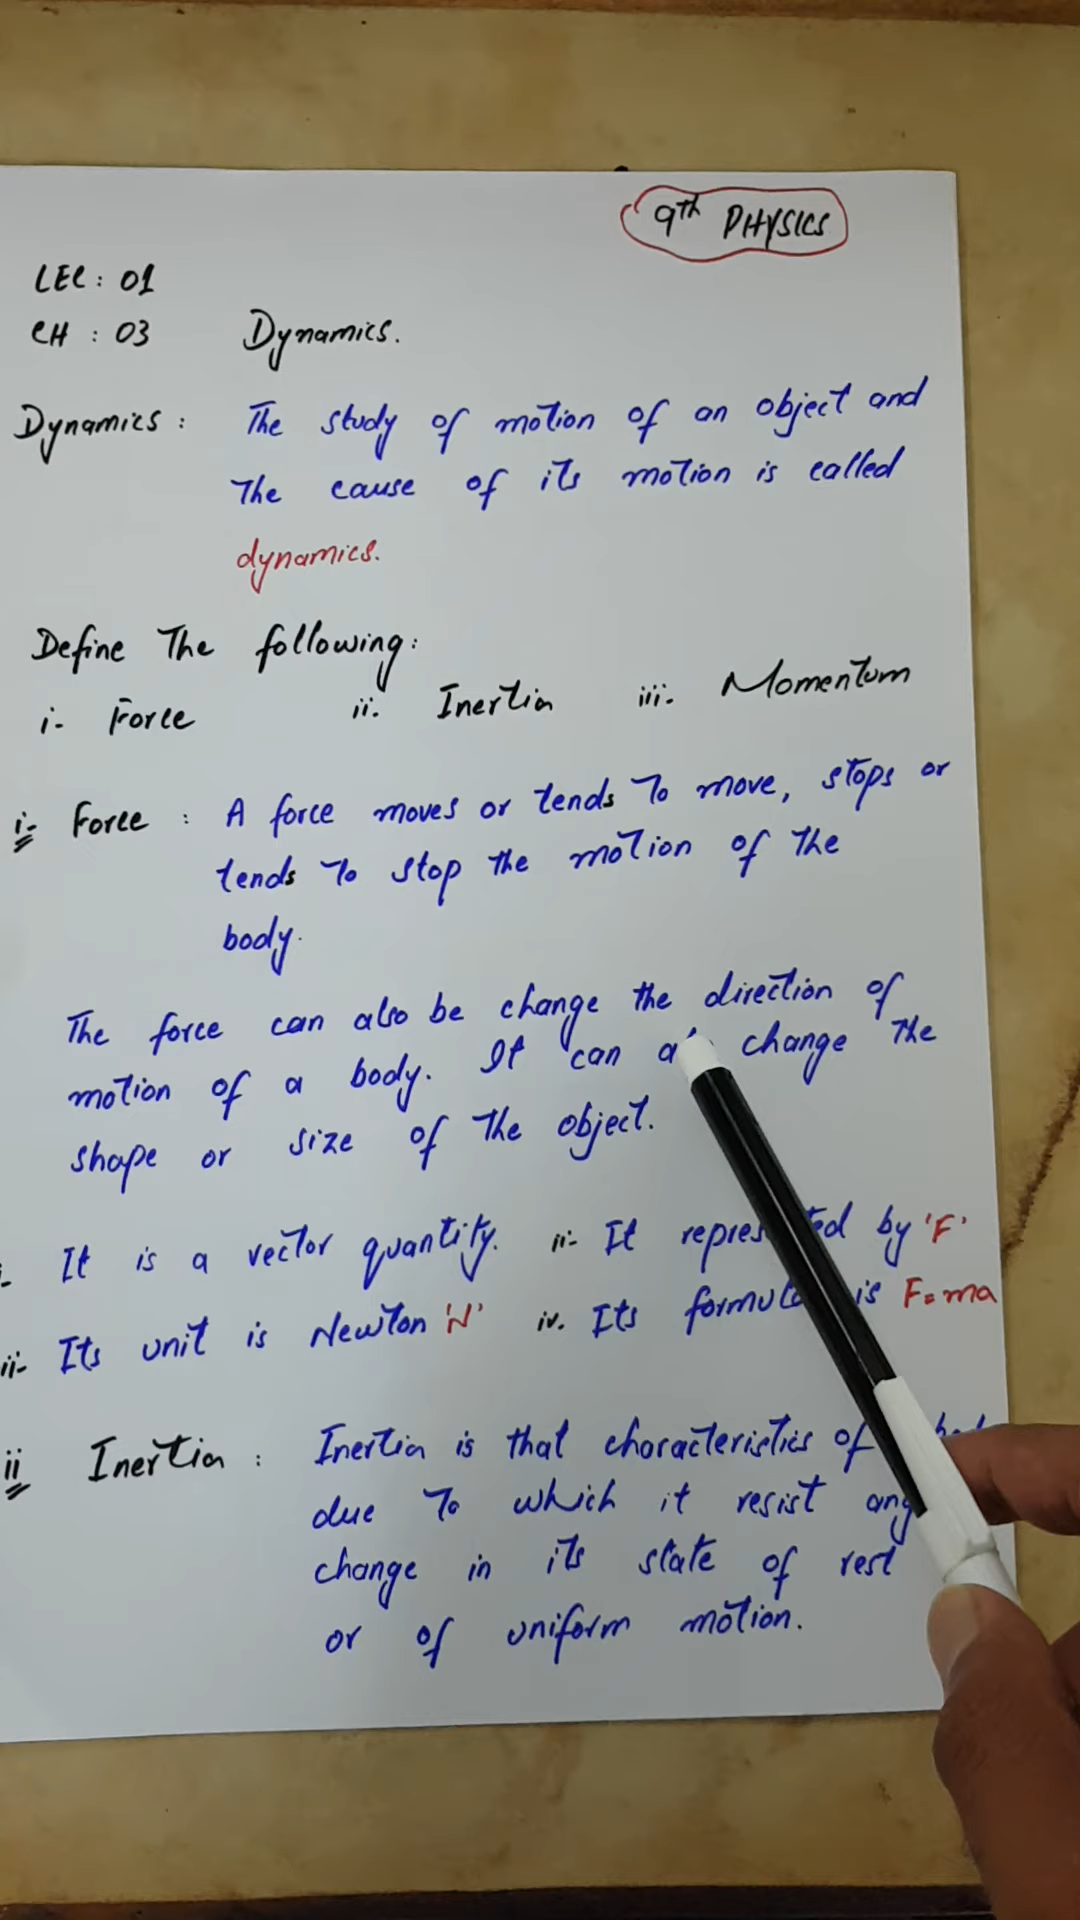 9th PHYSICS
LEC: 01
CH : 03 Dynamics.
Dynamics : The study of motion of an object and
The cause of its motion is called
dynamics.
Define The following:
i- Force ii. Inertia iii. Momentum
i- Force : A force moves or tends To move, stops or
tends To stop the motion of the
body.
The force can also be change the direction of
motion of a body. It can change the
shape or size of the object.
It is a vector quantity. ii- It by 'F'
Its unit is Newton 'N' iv. Its is F=ma
ii Inertia : Inertia is that characteristics of
due To which it resist any
change in its state of rest
or of uniform motion.